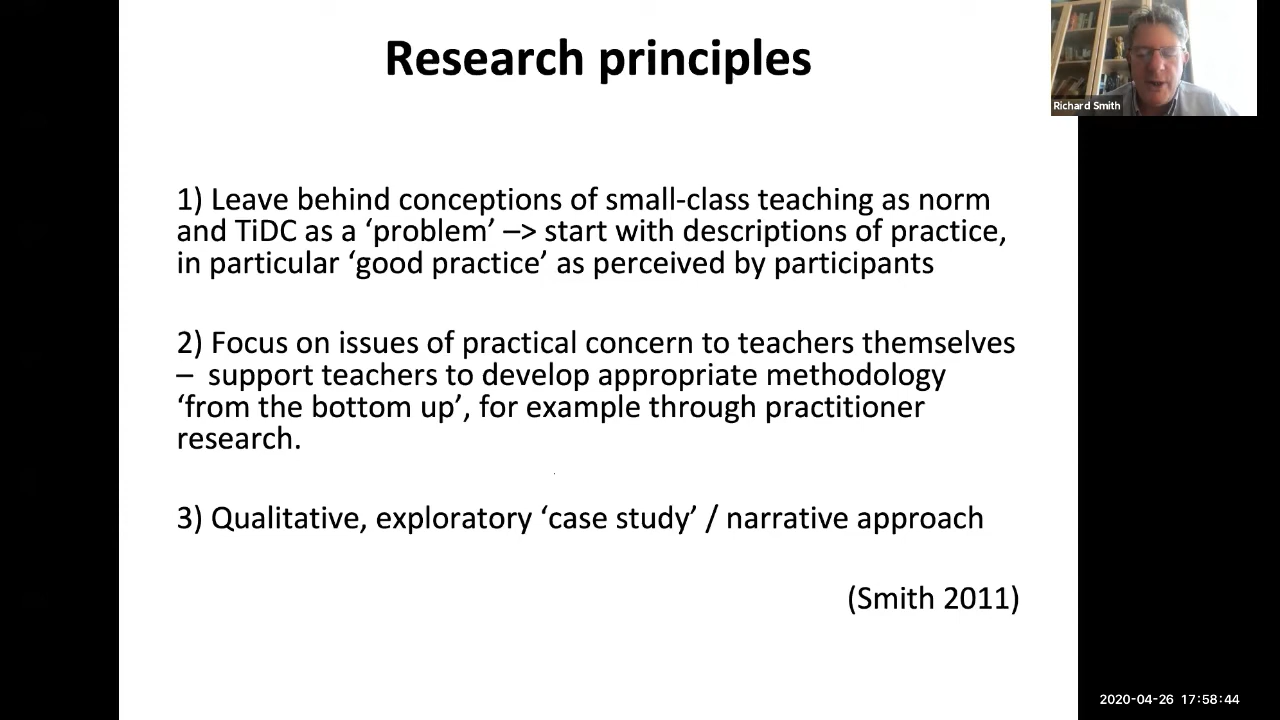 Research principles
Richard Smith
1) Leave behind conceptions of small-class teaching as norm
and TiDC as a ‘problem’ –> start with descriptions of practice,
in particular ‘good practice’ as perceived by participants
2) Focus on issues of practical concern to teachers themselves
– support teachers to develop appropriate methodology
‘from the bottom up’, for example through practitioner
research.
3) Qualitative, exploratory ‘case study’ / narrative approach
(Smith 2011)
2020-04-26 17:58:44